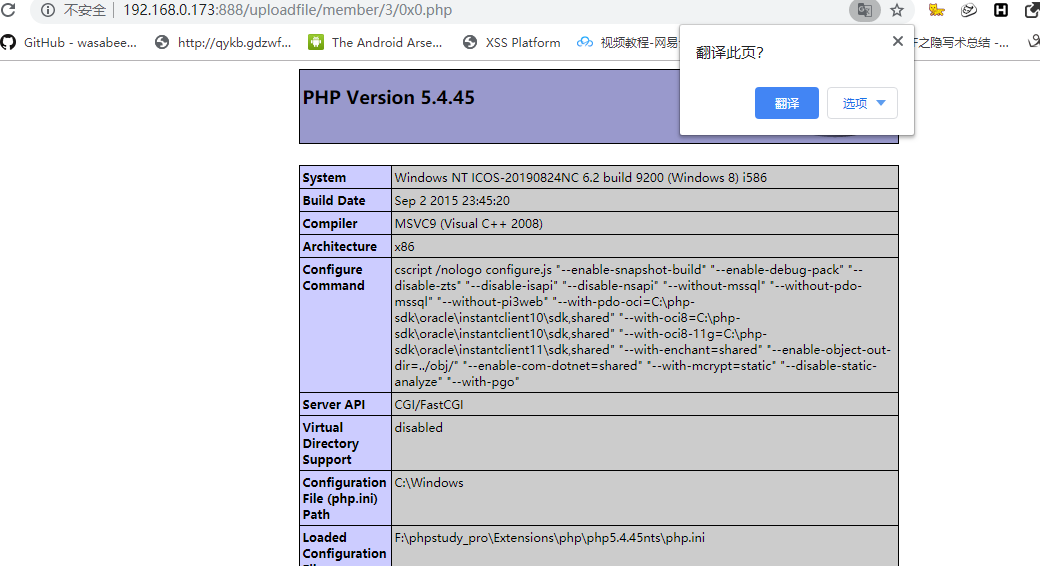 不安全 | 192.168.0.173:888/uploadfile/member/3/0x0.php
GitHub - wasabee...
http://qykb.gdzwf...
The Android Arse...
XSS Platform
视频教程-网易
之隐写术总结 -...
翻译此页?
翻译
选项
PHP Version 5.4.45
System
Windows NT ICOS-20190824NC 6.2 build 9200 (Windows 8) i586
Build Date
Sep 2 2015 23:45:20
Compiler
MSVC9 (Visual C++ 2008)
Architecture
x86
Configure
Command
cscript /nologo configure.js "--enable-snapshot-build" "--enable-debug-pack" "--
disable-zts" "--disable-isapi" "--disable-nsapi" "--without-mssql" "--without-pdo-
mssql" "--without-pi3web" "--with-pdo-oci=C:\php-
sdk\oracle\instantclient10\sdk,shared" "--with-oci8=C:\php-
sdk\oracle\instantclient10\sdk,shared" "--with-oci8-11g=C:\php-
sdk\oracle\instantclient11\sdk,shared" "--with-enchant=shared" "--enable-object-out-
dir=../obj/" "--enable-com-dotnet=shared" "--with-mcrypt=static" "--disable-static-
analyze" "--with-pgo"
Server API
CGI/FastCGI
Virtual
Directory
Support
disabled
Configuration
File (php.ini)
Path
C:\Windows
Loaded
Configuration
F:\phpstudy_pro\Extensions\php\php5.4.45nts\php.ini